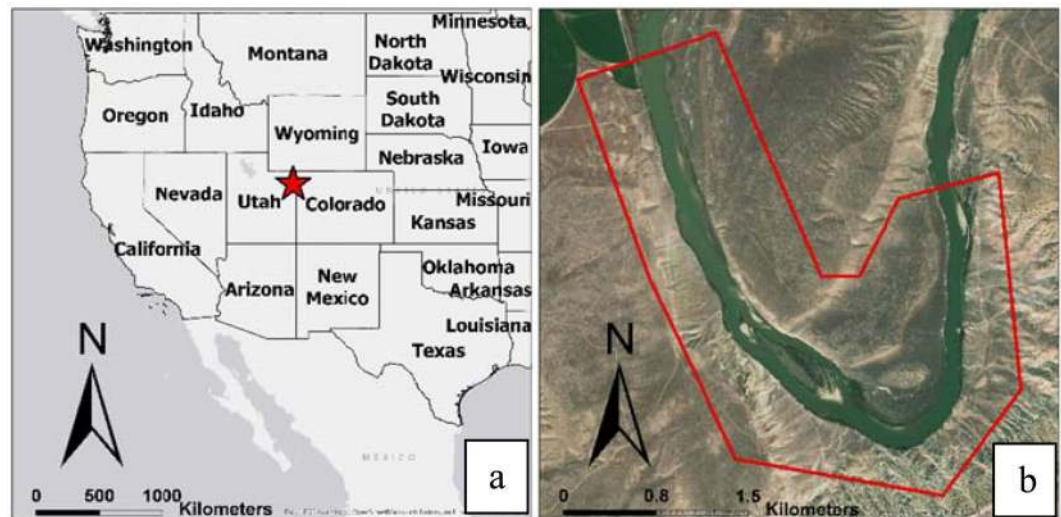 Washington
Montana
North
Dakota
Minnesota
Oregon
Idaho
South
Dakota
Wisconsin
Wyoming
Nebraska
Iowa
Nevada
Utah
Colorado
Kansas
Missouri
California
Arizona
New
Mexico
Oklahoma
Arkansas
Texas
Louisiana
MEXICO
N
0 500 1000
Kilometers
a
N
0 0.8 1.5
Kilometers
b